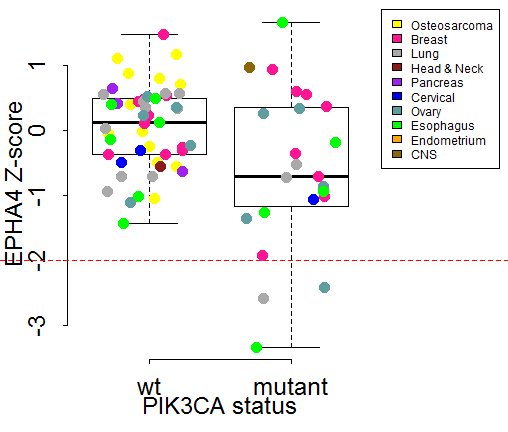 Osteosarcoma
Breast
Lung
Head & Neck
Pancreas
Cervical
Ovary
Esophagus
Endometrium
CNS
EPHA4 Z-score
1
0
-1
-2
-3
wt
mutant
PIK3CA status